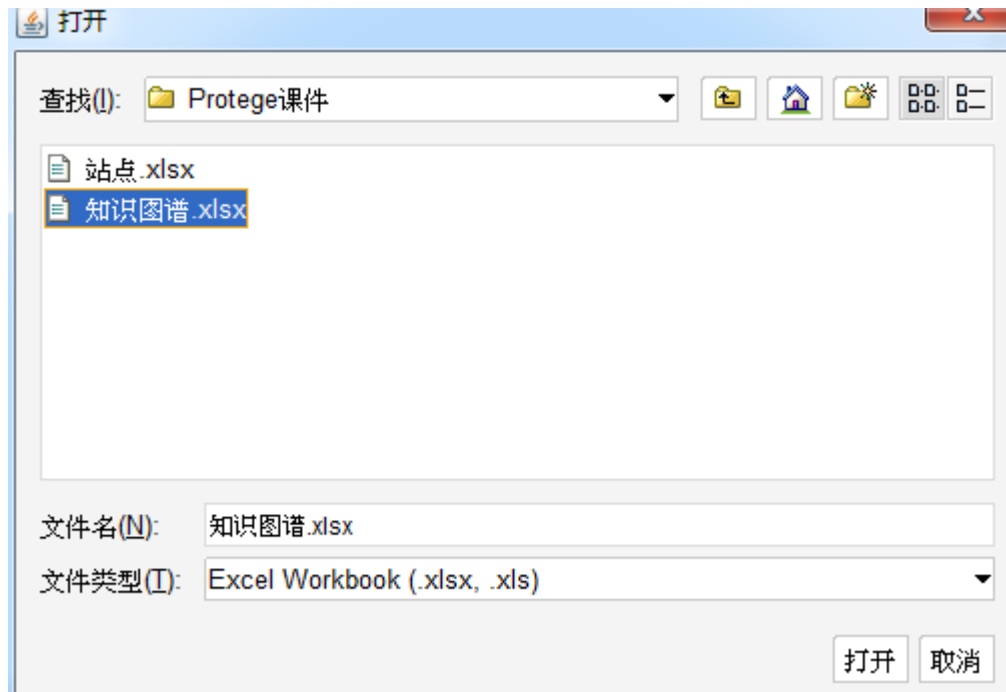 打开
查找(I): Protege课件
站点.xlsx
知识图谱.xlsx
文件名(N): 知识图谱.xlsx
文件类型(T): Excel Workbook (.xlsx, .xls)
打开 取消